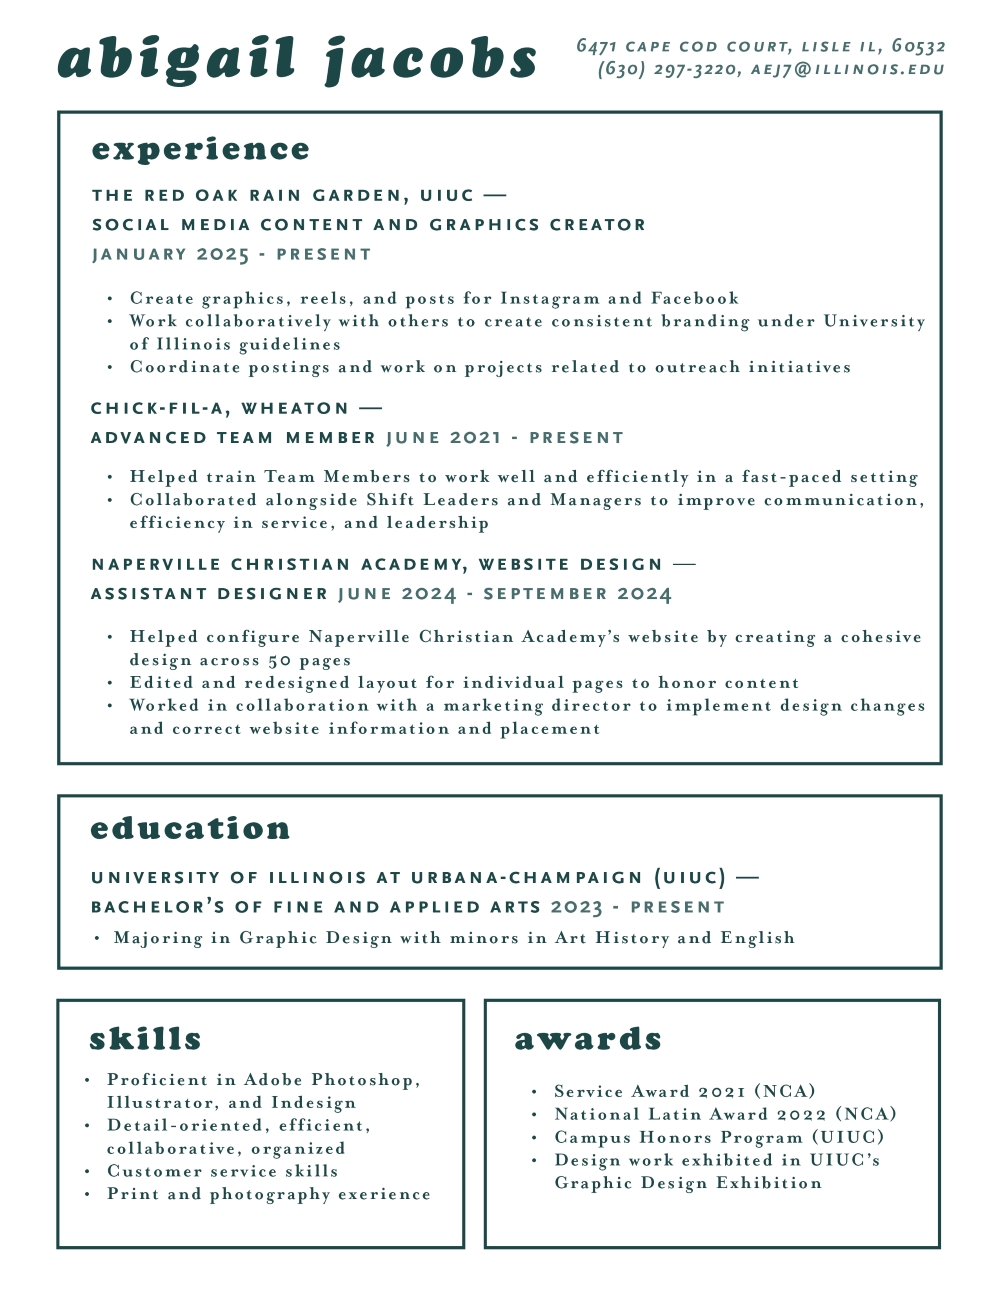 abigail jacobs
6471 CAPE COD COURT, LISLE IL, 60532
(630) 297-3220, AEJ7@ILLINOIS.EDU
experience
THE RED OAK RAIN GARDEN, UIUC —
SOCIAL MEDIA CONTENT AND GRAPHICS CREATOR
JANUARY 2025 - PRESENT
• Create graphics, reels, and posts for Instagram and Facebook
• Work collaboratively with others to create consistent branding under University
of Illinois guidelines
• Coordinate postings and work on projects related to outreach initiatives
CHICK-FIL-A, WHEATON —
ADVANCED TEAM MEMBER JUNE 2021 - PRESENT
• Helped train Team Members to work well and efficiently in a fast-paced setting
• Collaborated alongside Shift Leaders and Managers to improve communication,
efficiency in service, and leadership
NAPERVILLE CHRISTIAN ACADEMY, WEBSITE DESIGN —
ASSISTANT DESIGNER JUNE 2024 - SEPTEMBER 2024
• Helped configure Naperville Christian Academy’s website by creating a cohesive
design across 50 pages
• Edited and redesigned layout for individual pages to honor content
• Worked in collaboration with a marketing director to implement design changes
and correct website information and placement
education
UNIVERSITY OF ILLINOIS AT URBANA-CHAMPAIGN (UIUC) —
BACHELOR’S OF FINE AND APPLIED ARTS 2023 - PRESENT
• Majoring in Graphic Design with minors in Art History and English
skills
• Proficient in Adobe Photoshop,
Illustrator, and Indesign
• Detail-oriented, efficient,
collaborative, organized
• Customer service skills
• Print and photography exerience
awards
• Service Award 2021 (NCA)
• National Latin Award 2022 (NCA)
• Campus Honors Program (UIUC)
• Design work exhibited in UIUC’s
Graphic Design Exhibition